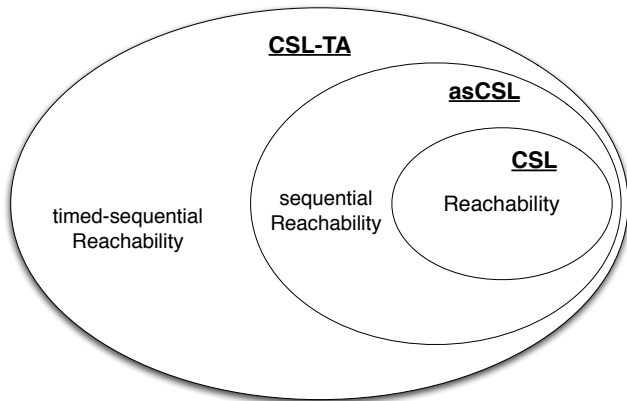 CSL-TA
asCSL
CSL
timed-sequential
Reachability
sequential
Reachability
Reachability